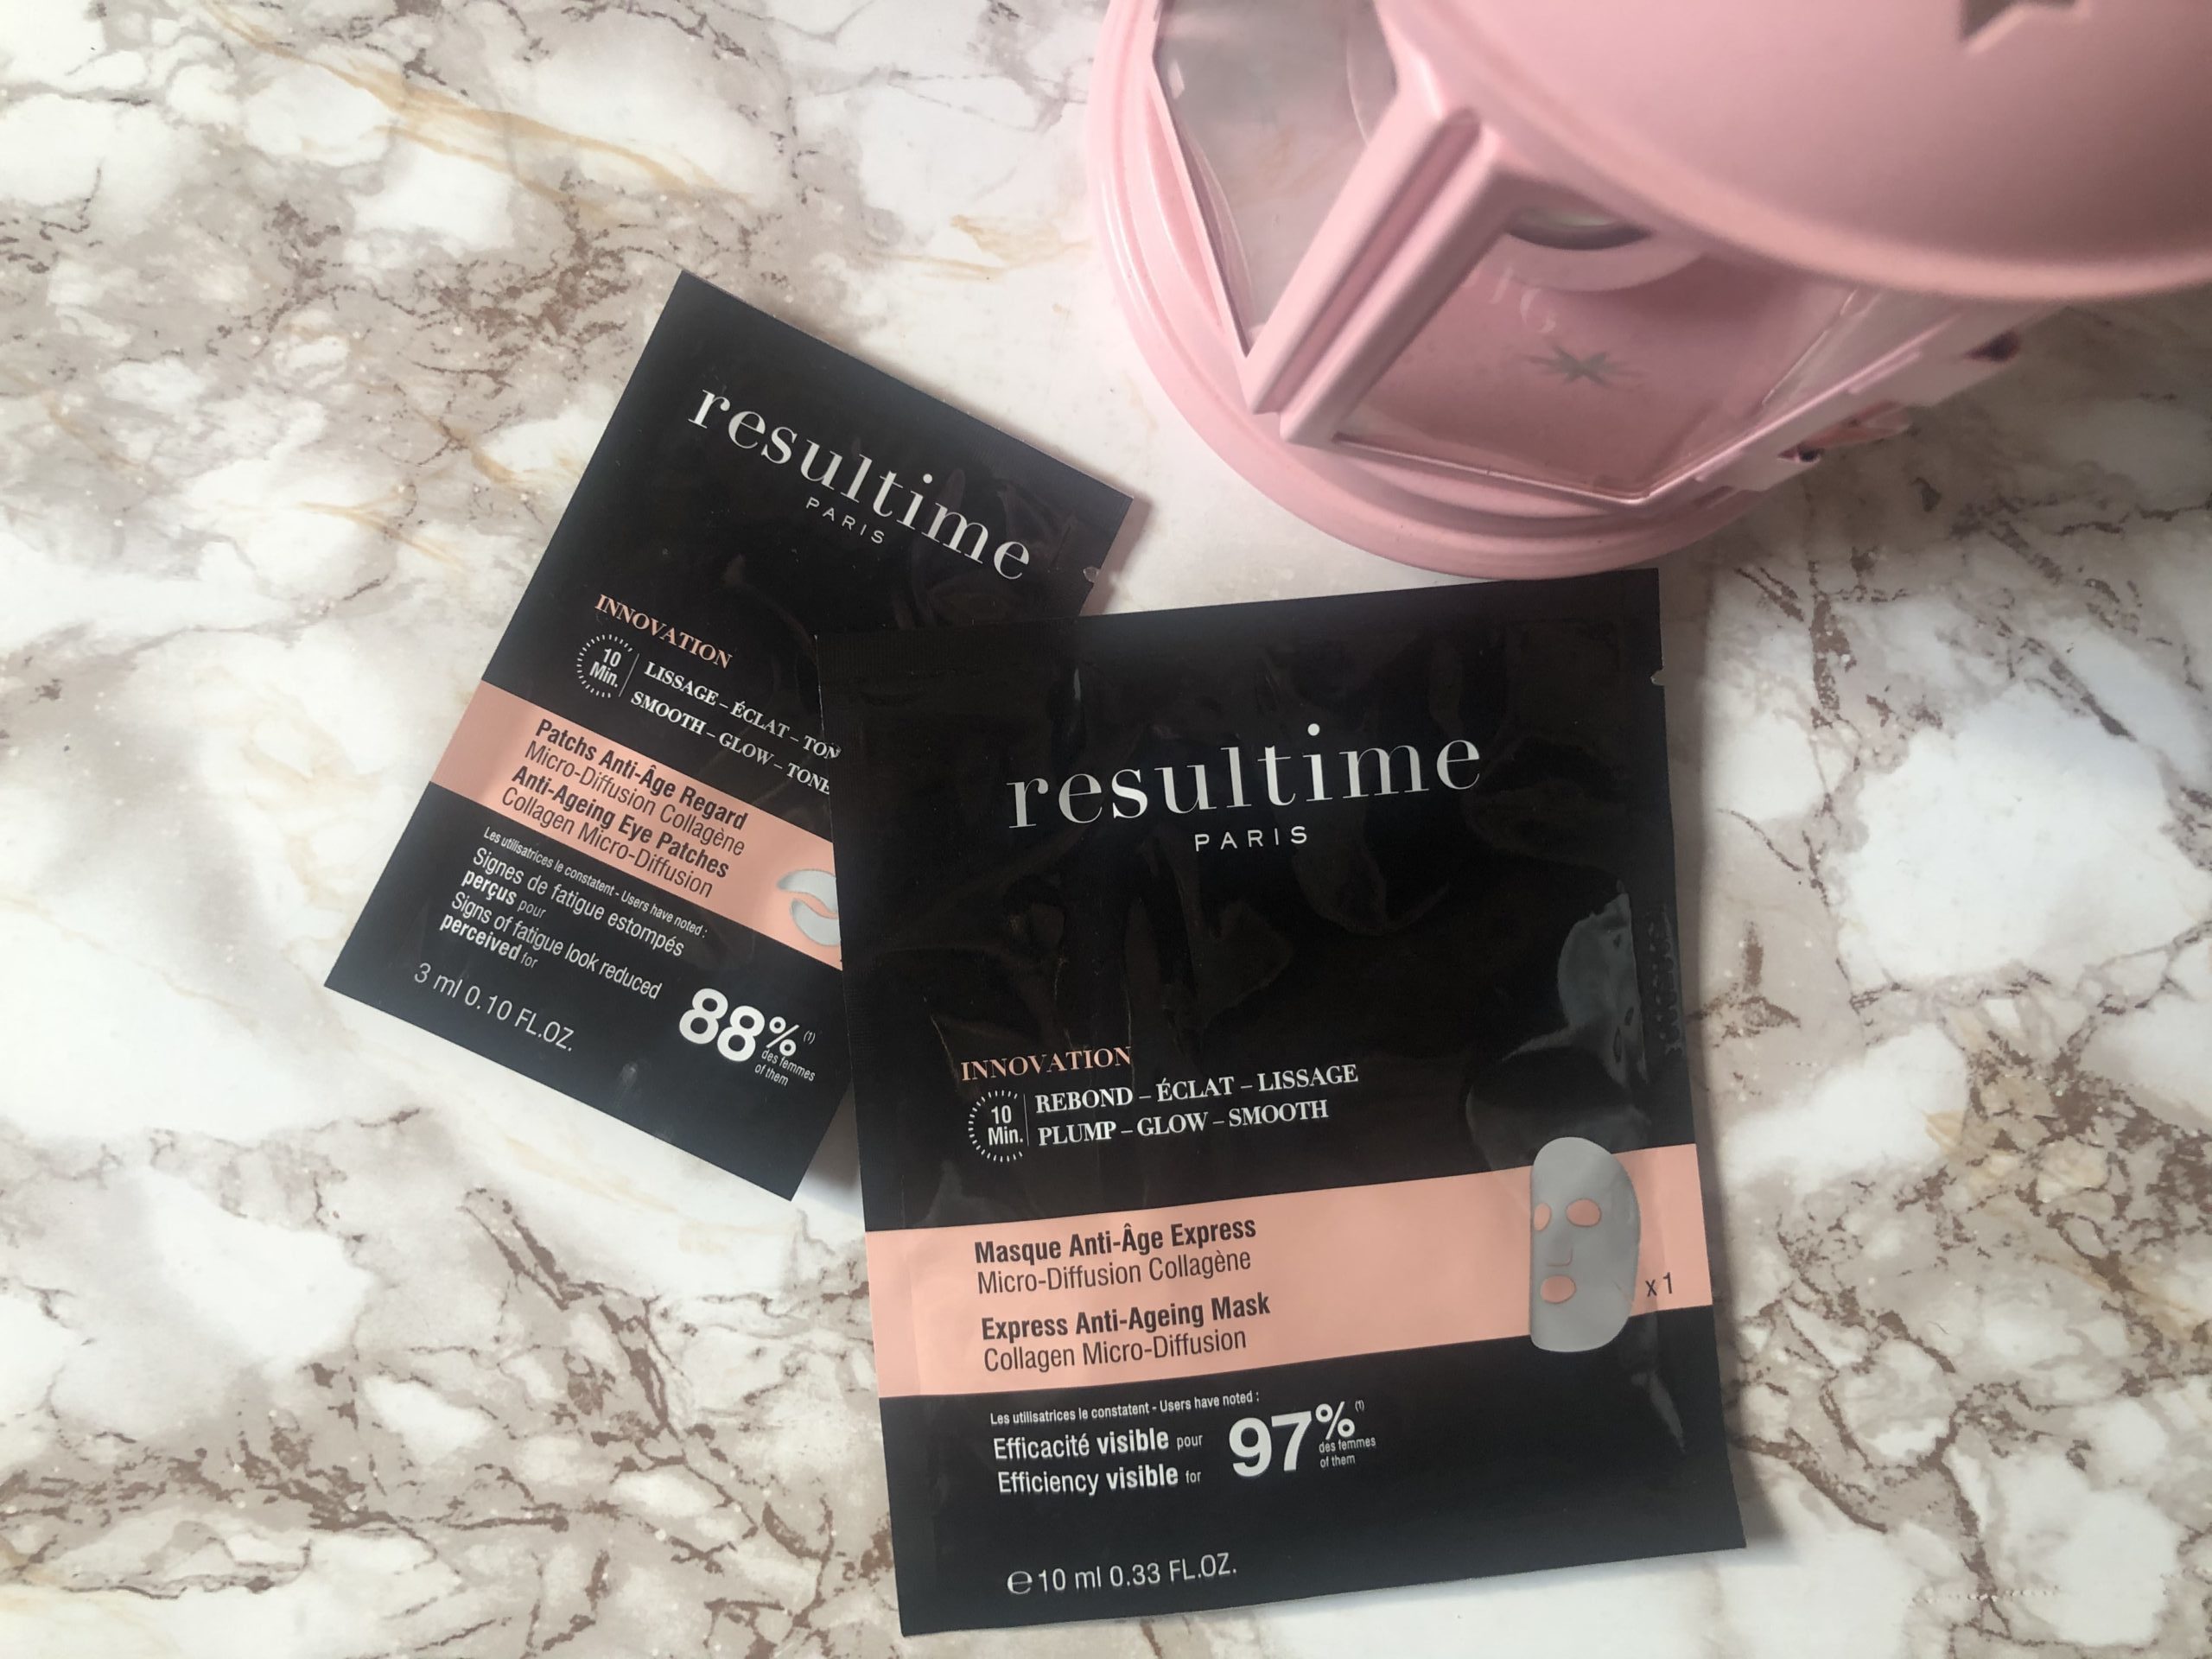 resultime
PARIS
INNOVATION
10
Min.
LISSAGE – ÉCLAT –
SMOOTH – GLOW –
Patchs Anti-Âge Regard
Micro-Diffusion Collagène
Anti-Ageing Eye Patches
Collagen Micro-Diffusion
Les utilisatrices le constatent - Users have noted :
Signes de fatigue estompés
perçus pour
Signs of fatigue look reduced
perceived for
88% (1)
des femmes
of them
3 ml 0.10 FL.OZ.
resultime
PARIS
INNOVATION
10
Min.
REBOND – ÉCLAT – LISSAGE
PLUMP – GLOW – SMOOTH
Masque Anti-Âge Express
Micro-Diffusion Collagène
Express Anti-Ageing Mask
Collagen Micro-Diffusion
x 1
Les utilisatrices le constatent - Users have noted :
Efficacité visible pour
Efficiency visible for
97% (1)
des femmes
of them
℮ 10 ml 0.33 FL.OZ.